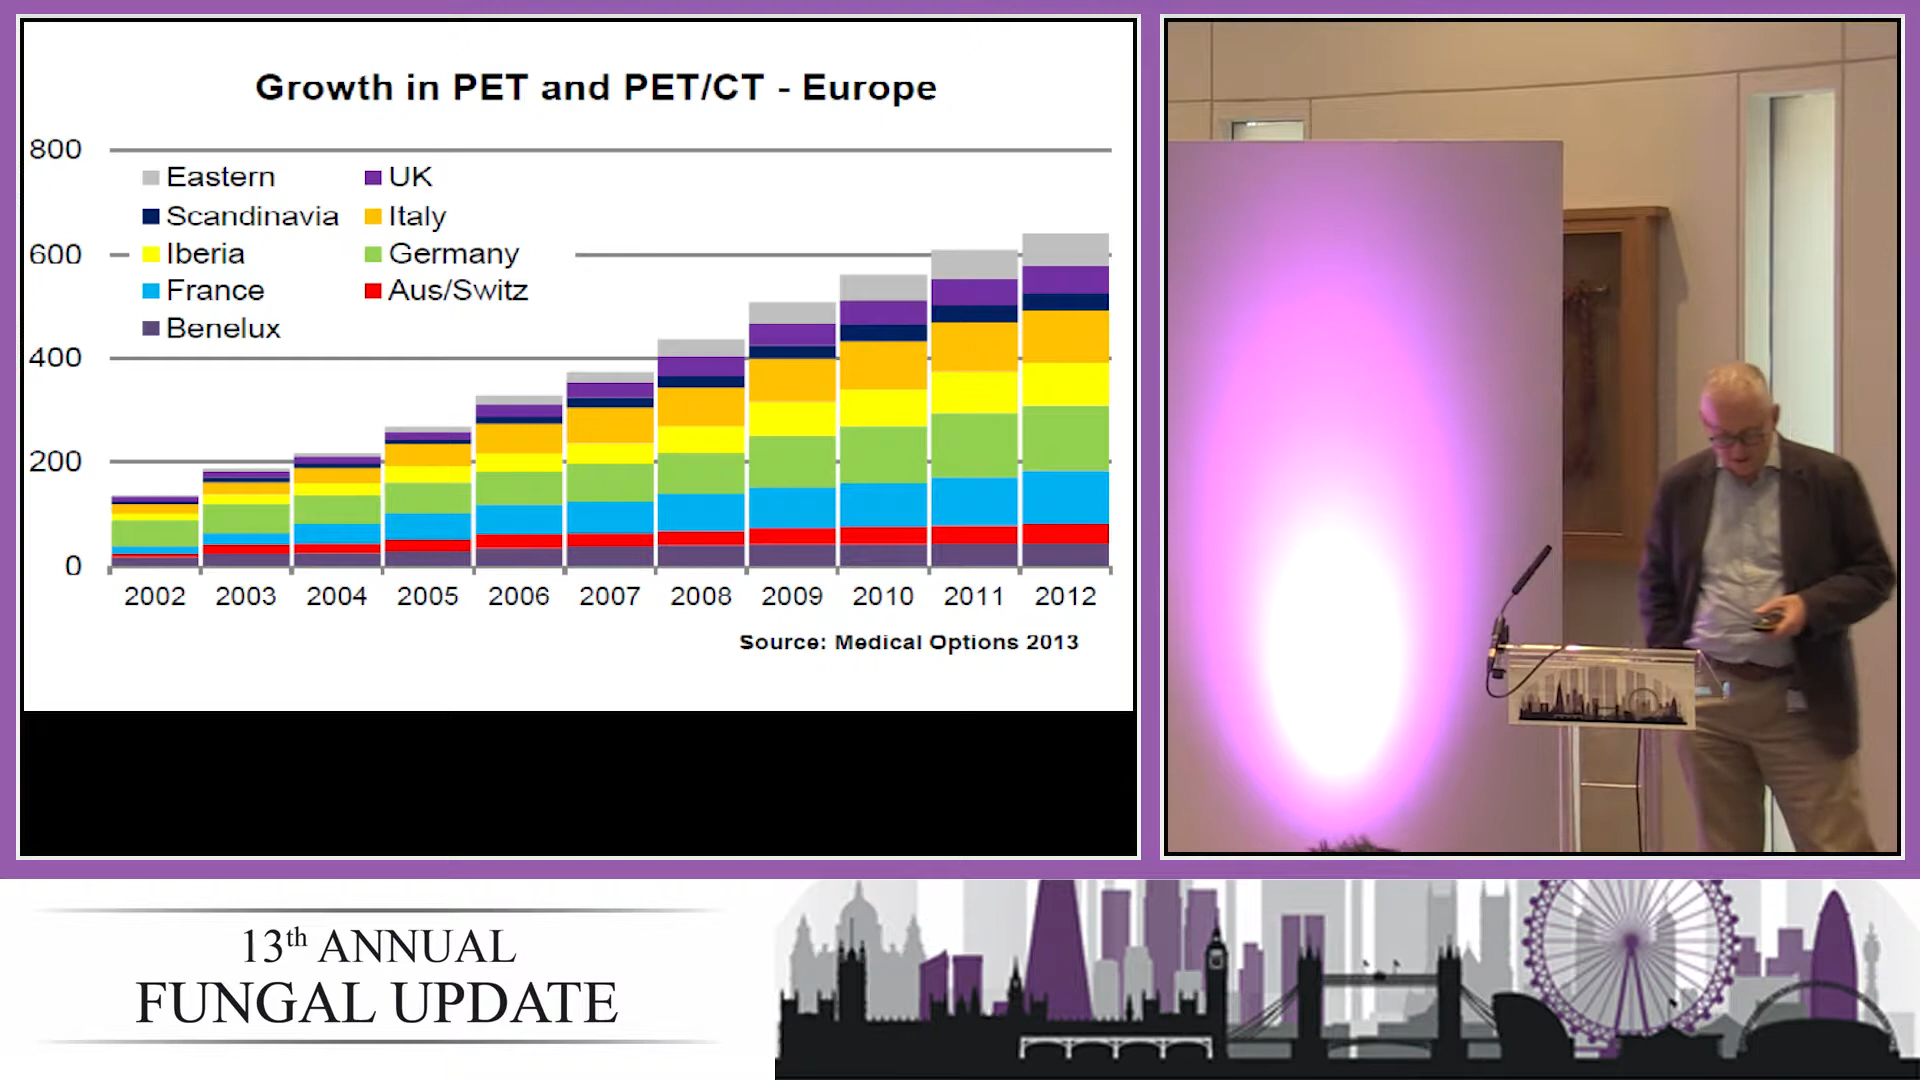 Growth in PET and PET/CT - Europe
800
600
400
200
0
Eastern
UK
Scandinavia
Italy
Iberia
Germany
France
Aus/Switz
Benelux
2002 2003 2004 2005 2006 2007 2008 2009 2010 2011 2012
Source: Medical Options 2013
13th ANNUAL
FUNGAL UPDATE